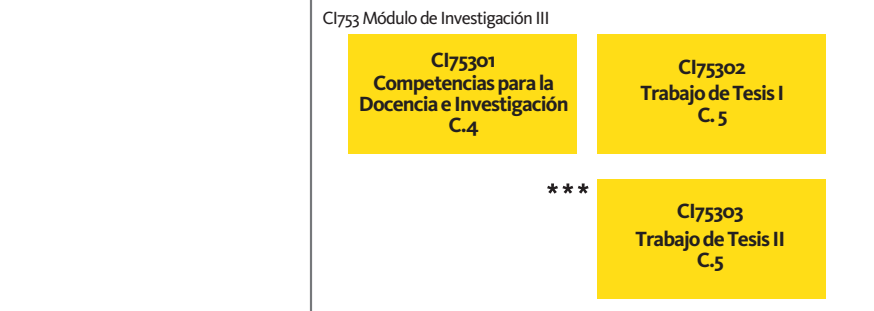 CI753 Módulo de Investigación III
CI75301
Competencias para la
Docencia e Investigación
C.4
CI75302
Trabajo de Tesis I
C. 5
***
CI75303
Trabajo de Tesis II
C.5